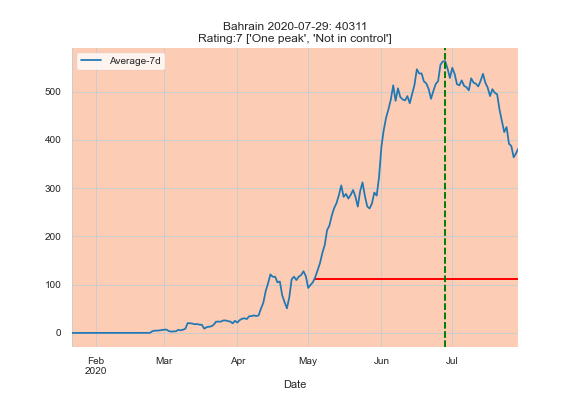 Bahrain 2020-07-29: 40311
Rating:7 ['One peak', 'Not in control']
Average-7d
500
400
300
200
100
0
Feb
2020
Mar
Apr
May
Jun
Jul
Date